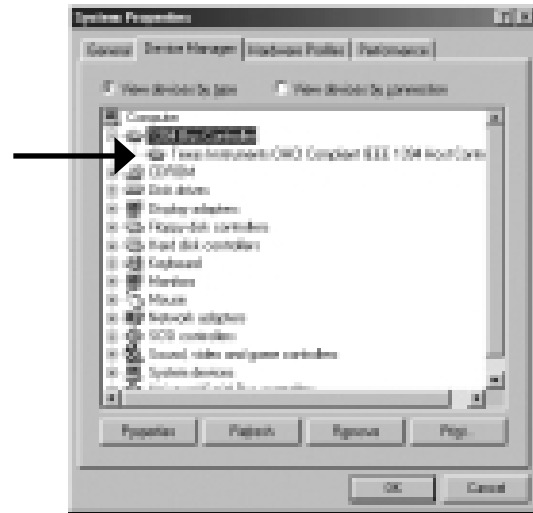 System Properties
General Device Manager Hardware Profiles Performance
View devices by type View devices by connection
Computer
1394 Bus Controller
Texas Instruments OHCI Compliant IEEE 1394 Host Contr
CDROM
Disk drives
Display adapters
Floppy disk controllers
Hard disk controllers
Keyboard
Monitors
Mouse
Network adapters
SCSI controllers
Sound, video and game controllers
System devices
Properties Refresh Remove Print...
OK Cancel